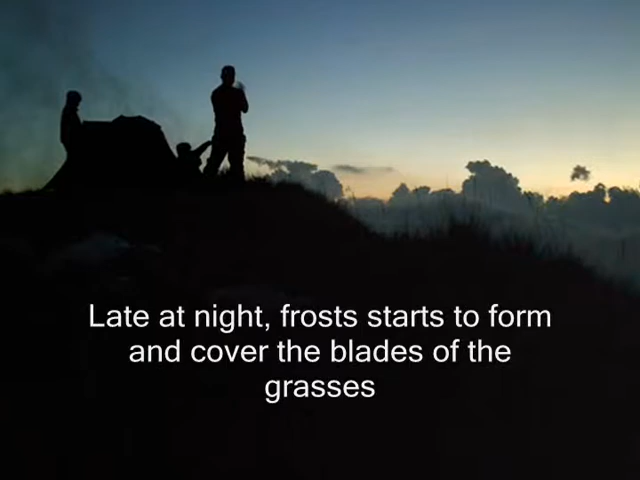 Late at night, frosts starts to form
and cover the blades of the
grasses